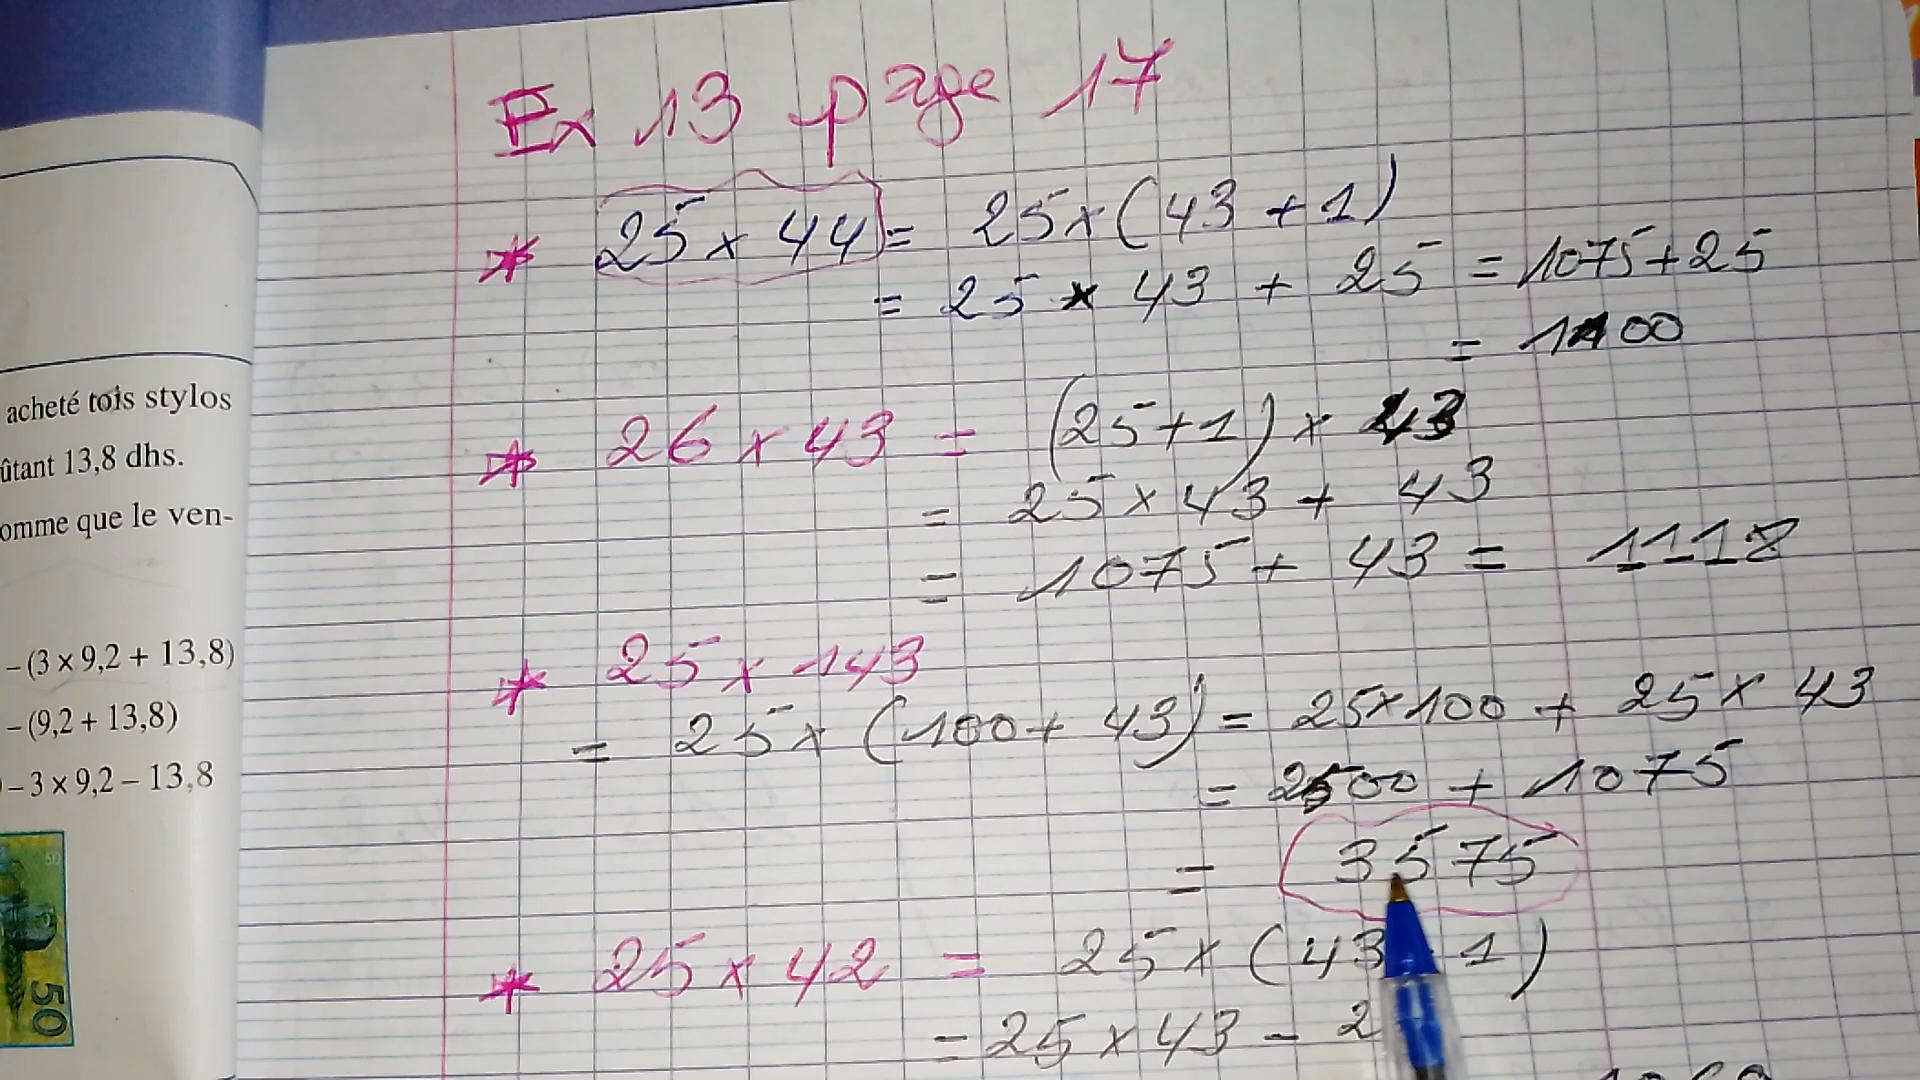 Ex 13 page 17
* 25 × 44 = 25 × (43 + 1)
= 25 × 43 + 25 = 1075 + 25
= 1100
* 26 × 43 = (25 + 1) × 43
= 25 × 43 + 43
= 1075 + 43 = 1118
* 25 × 143
= 25 × (100 + 43) = 25 × 100 + 25 × 43
= 2500 + 1075
= 3575
* 25 × 42 = 25 × (43 1)
= 25 × 43 - 2
acheté tois stylos
ûtant 13,8 dhs.
omme que le ven-
– (3 × 9,2 + 13,8)
– (9,2 + 13,8)
– 3 × 9,2 – 13,8
50
50